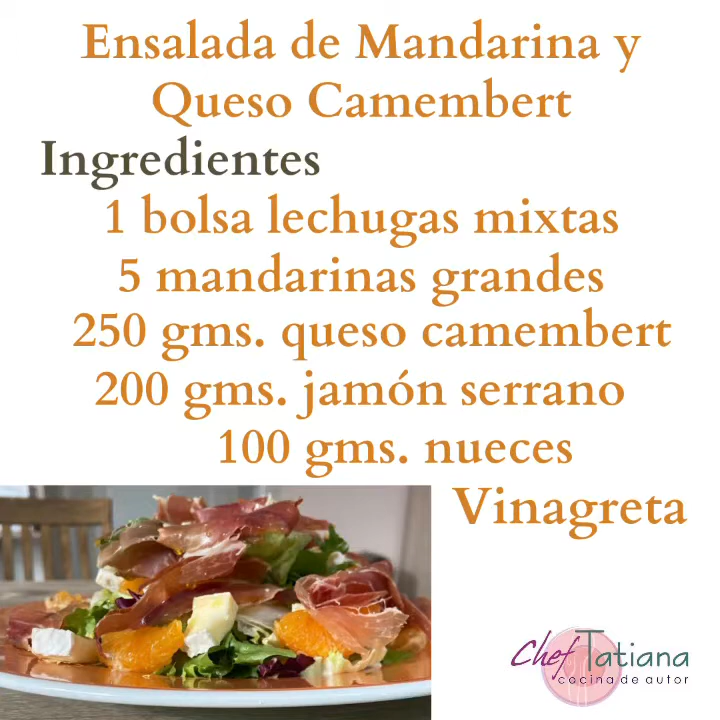 Ensalada de Mandarina y
Queso Camembert
Ingredientes
1 bolsa lechugas mixtas
5 mandarinas grandes
250 gms. queso camembert
200 gms. jamón serrano
100 gms. nueces
Vinagreta
Chef Tatiana
cocina de autor